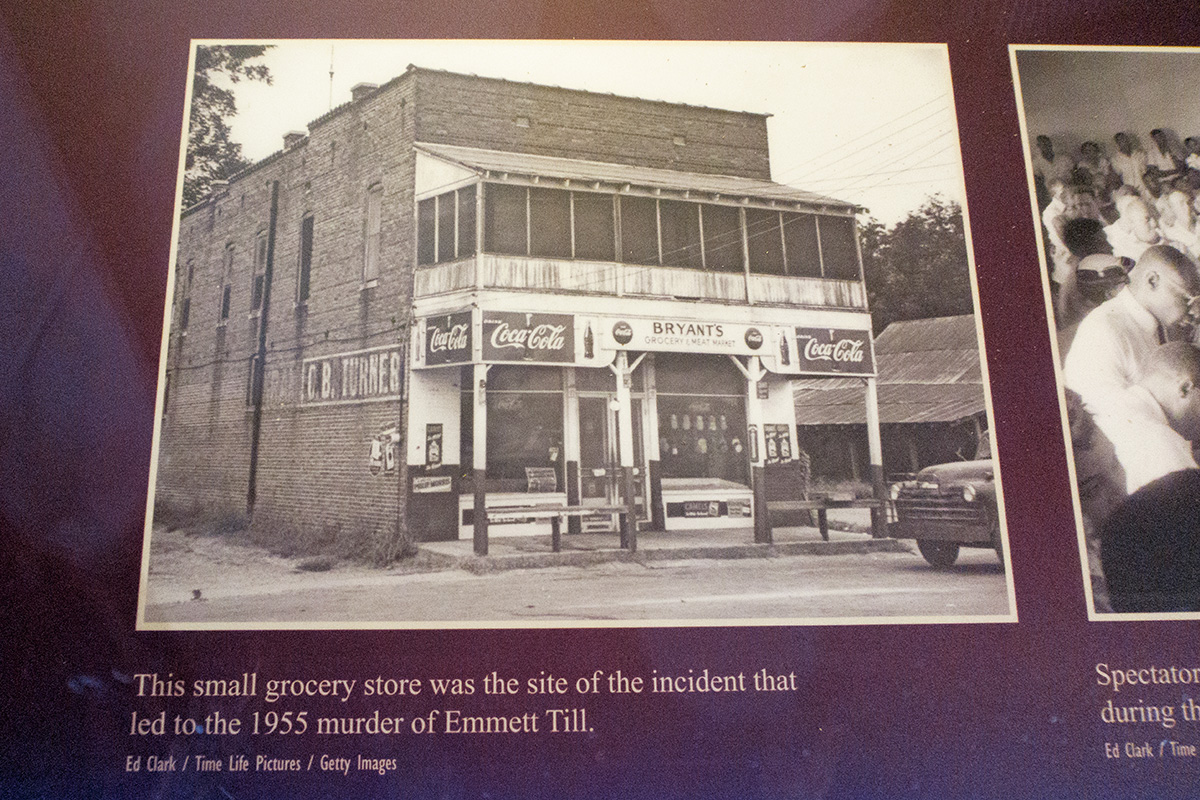 Coca-Cola
DRINK
Coca-Cola
BRYANT'S
GROCERY & MEAT MARKET
Coca-Cola
C. B. TURNER
CAMELS
This small grocery store was the site of the incident that
led to the 1955 murder of Emmett Till.
Ed Clark / Time Life Pictures / Getty Images
Spectator
during th
Ed Clark / Time